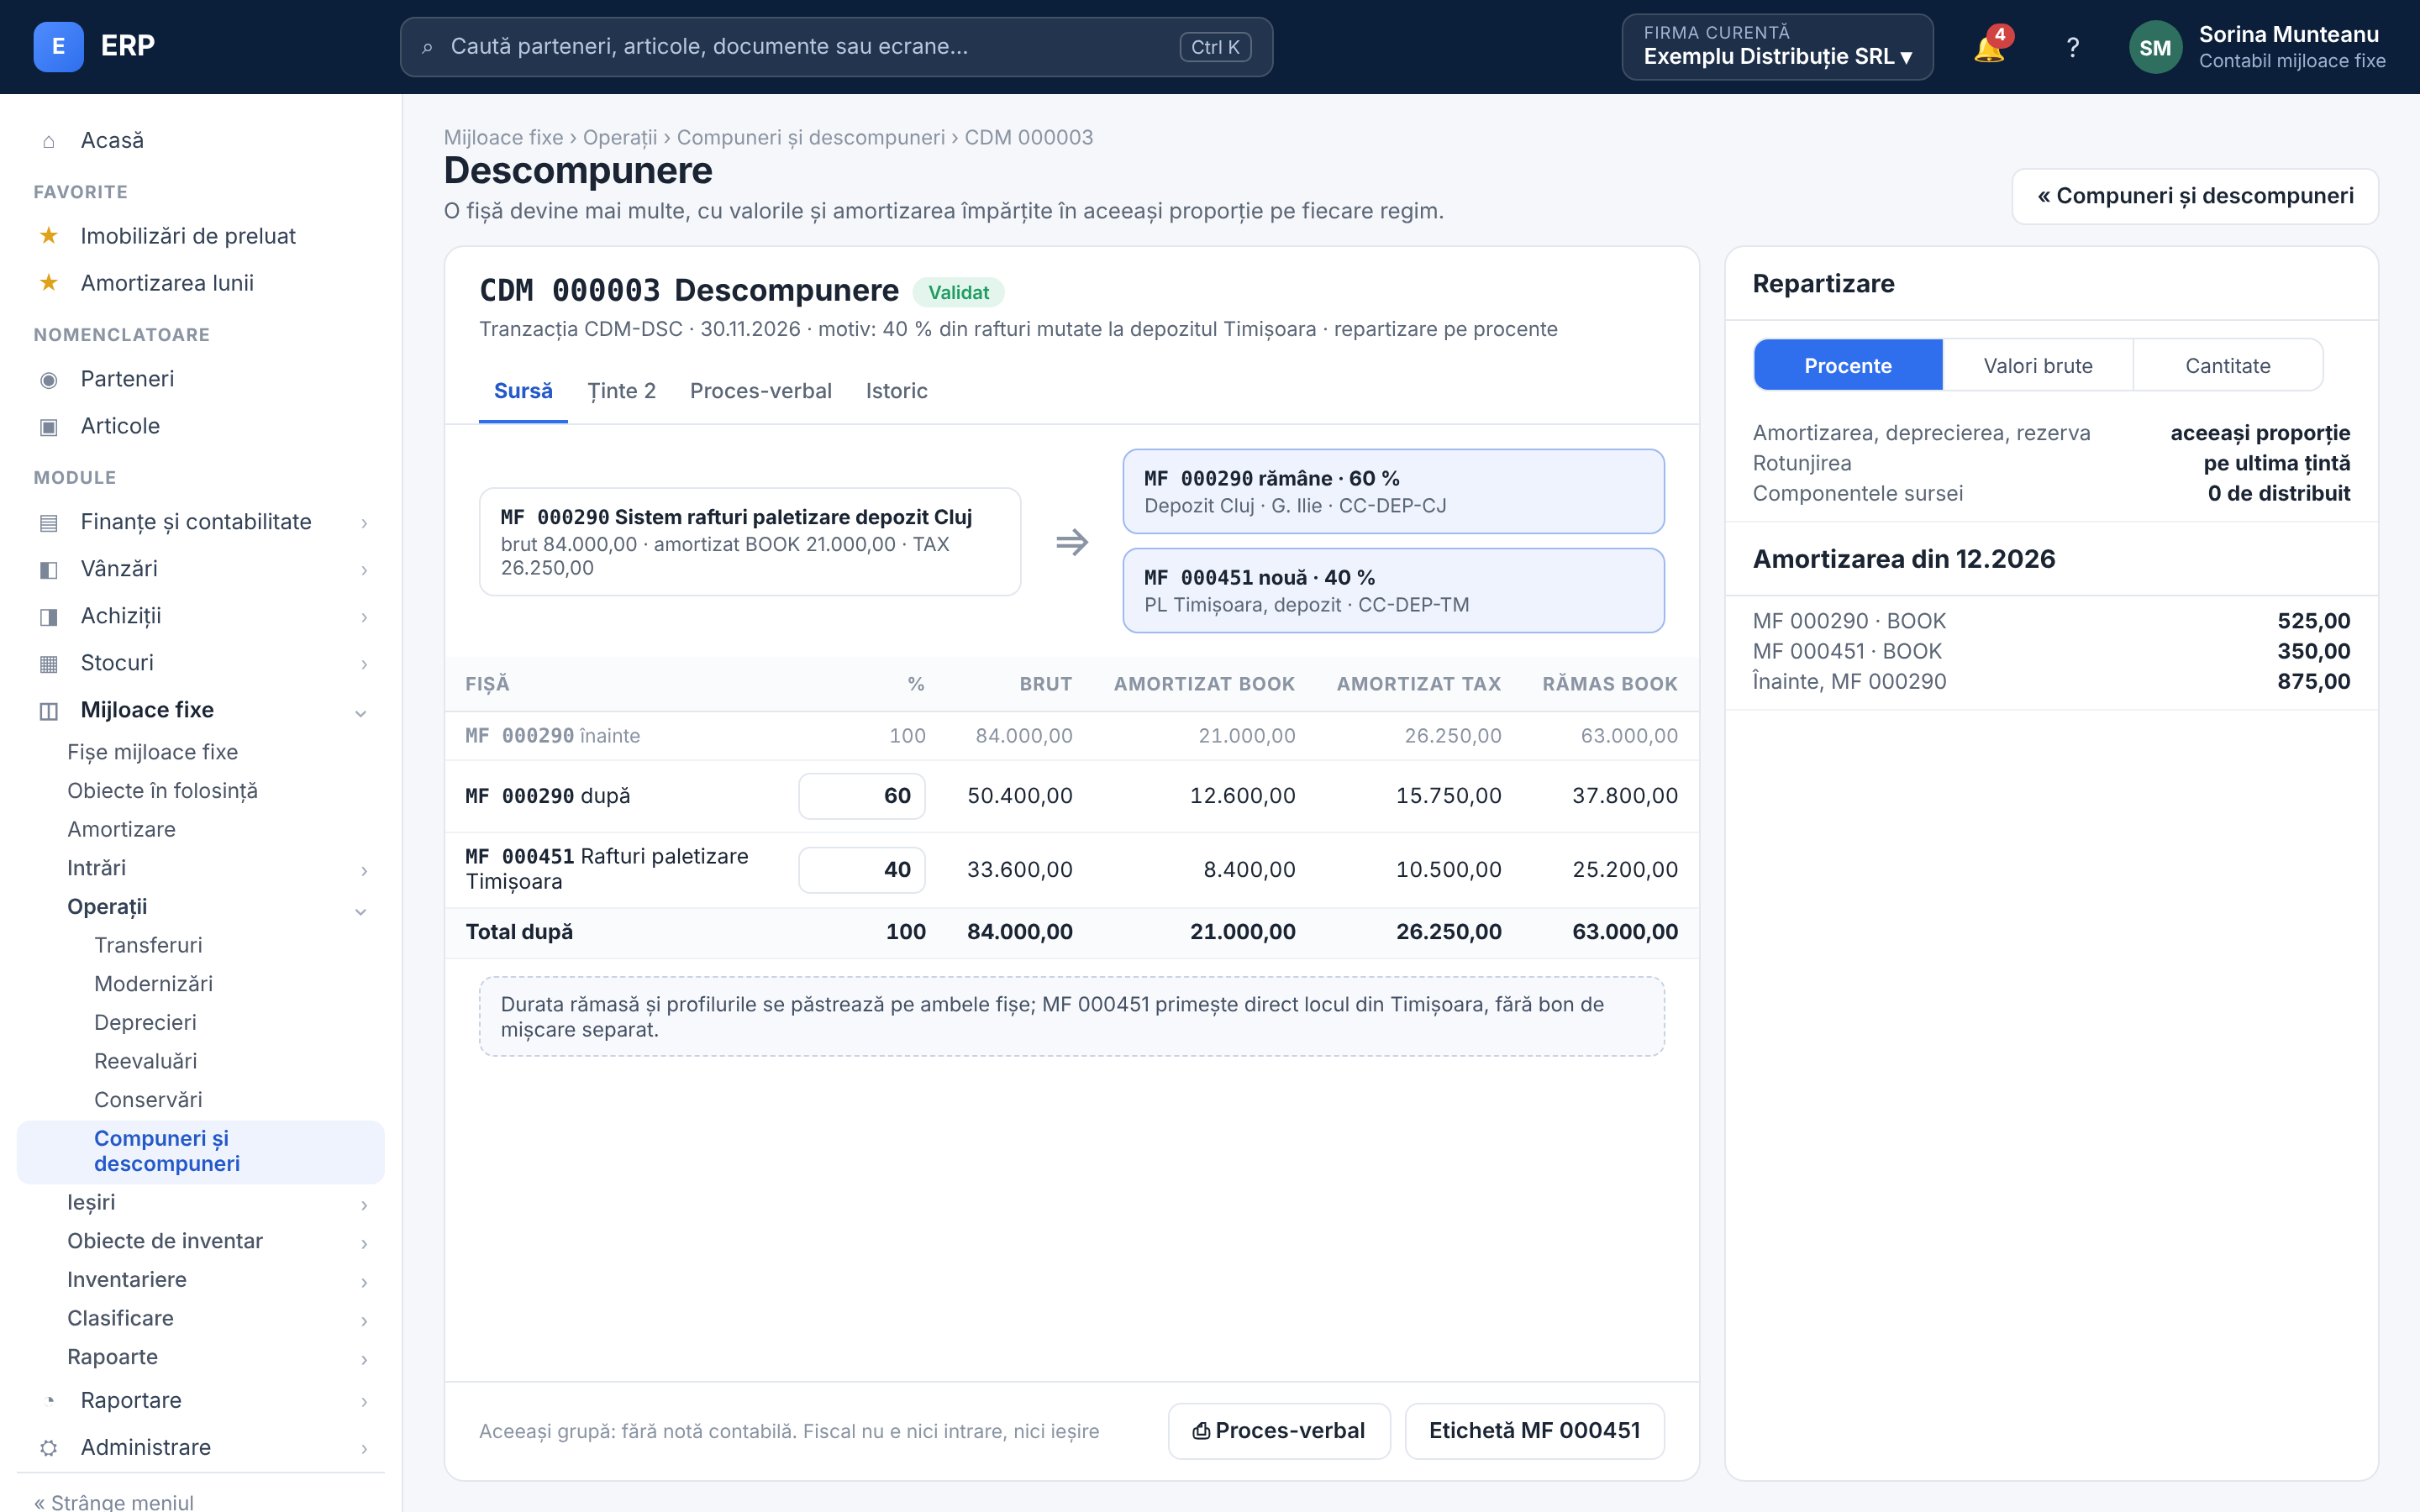 E ERP
Caută parteneri, articole, documente sau ecrane... Ctrl K
FIRMA CURENTĂ
Exemplu Distribuție SRL ▾
4
?
SM
Sorina Munteanu
Contabil mijloace fixe
Acasă
FAVORITE
★ Imobilizări de preluat
★ Amortizarea lunii
NOMENCLATOARE
Parteneri
Articole
MODULE
Finanțe și contabilitate ›
Vânzări ›
Achiziții ›
Stocuri ›
Mijloace fixe
Fișe mijloace fixe
Obiecte în folosință
Amortizare
Intrări ›
Operații
Transferuri
Modernizări
Deprecieri
Reevaluări
Conservări
Compuneri și
descompuneri
Ieșiri ›
Obiecte de inventar ›
Inventariere ›
Clasificare ›
Rapoarte ›
Raportare ›
Administrare ›
« Strânge meniul
Mijloace fixe › Operații › Compuneri și descompuneri › CDM 000003
Descompunere
O fișă devine mai multe, cu valorile și amortizarea împărțite în aceeași proporție pe fiecare regim.
« Compuneri și descompuneri
CDM 000003 Descompunere Validat
Tranzacția CDM-DSC · 30.11.2026 · motiv: 40 % din rafturi mutate la depozitul Timișoara · repartizare pe procente
Sursă Ținte 2 Proces-verbal Istoric
MF 000290 Sistem rafturi paletizare depozit Cluj
brut 84.000,00 · amortizat BOOK 21.000,00 · TAX
26.250,00
⇒
MF 000290 rămâne · 60 %
Depozit Cluj · G. Ilie · CC-DEP-CJ
MF 000451 nouă · 40 %
PL Timișoara, depozit · CC-DEP-TM
FIȘĂ % BRUT AMORTIZAT BOOK AMORTIZAT TAX RĂMAS BOOK
MF 000290 înainte 100 84.000,00 21.000,00 26.250,00 63.000,00
MF 000290 după 60 50.400,00 12.600,00 15.750,00 37.800,00
MF 000451 Rafturi paletizare
Timișoara 40 33.600,00 8.400,00 10.500,00 25.200,00
Total după 100 84.000,00 21.000,00 26.250,00 63.000,00
Durata rămasă și profilurile se păstrează pe ambele fișe; MF 000451 primește direct locul din Timișoara, fără bon de
mișcare separat.
Aceeași grupă: fără notă contabilă. Fiscal nu e nici intrare, nici ieșire
⎙ Proces-verbal
Etichetă MF 000451
Repartizare
Procente Valori brute Cantitate
Amortizarea, deprecierea, rezerva aceeași proporție
Rotunjirea pe ultima țintă
Componentele sursei 0 de distribuit
Amortizarea din 12.2026
MF 000290 · BOOK 525,00
MF 000451 · BOOK 350,00
Înainte, MF 000290 875,00